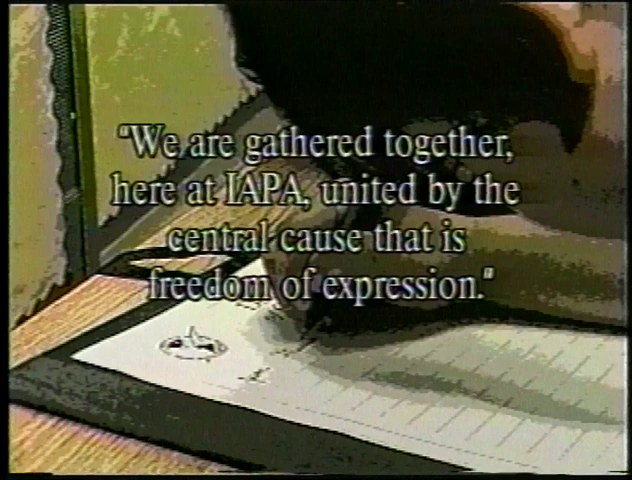 "We are gathered together,
here at IAPA, united by the
central cause that is
freedom of expression."